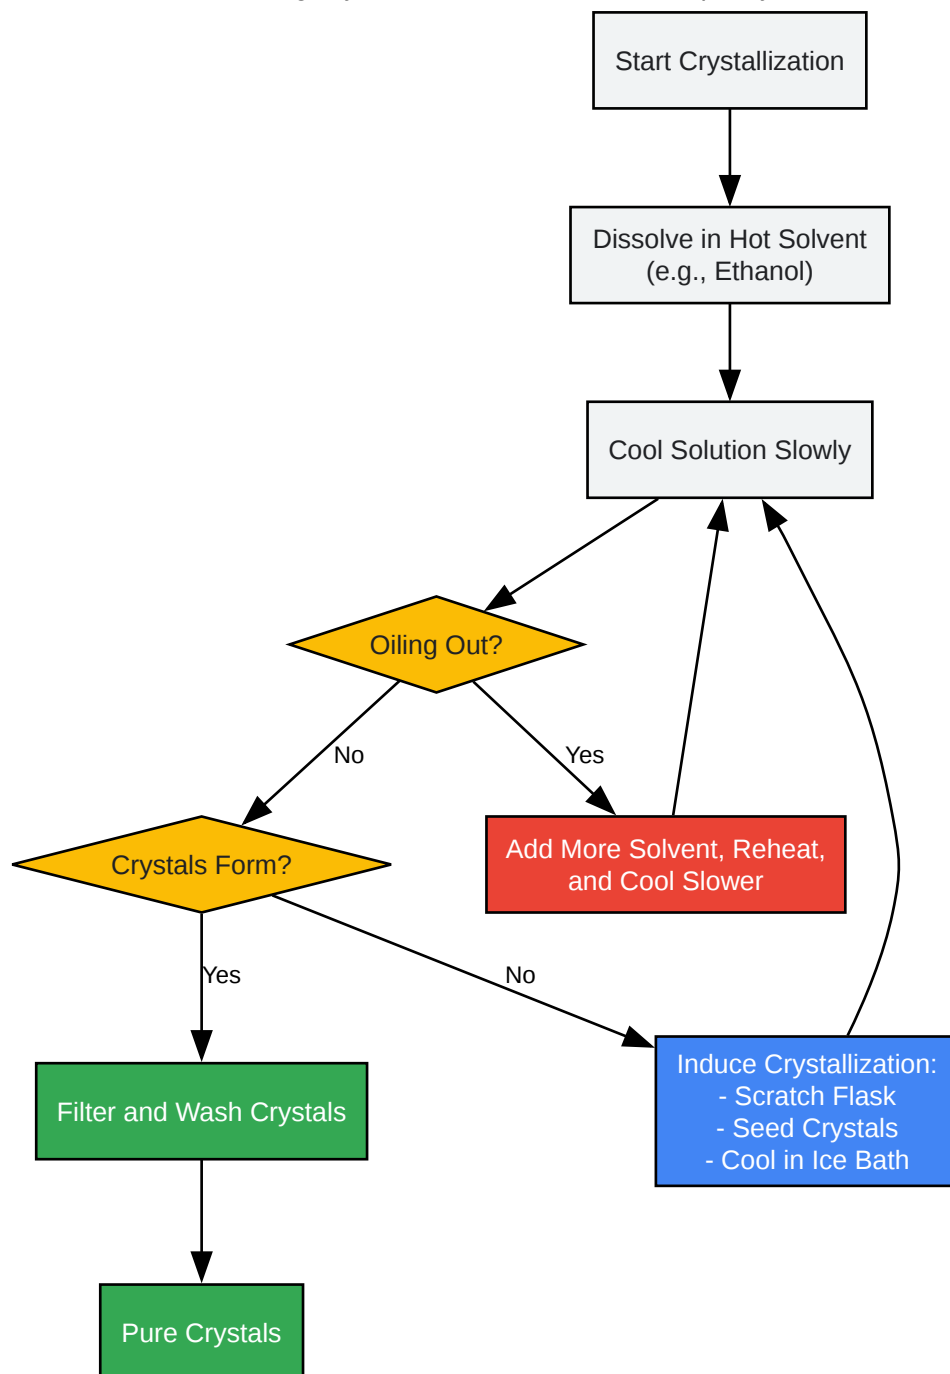 Start Crystallization
Dissolve in Hot Solvent
(e.g., Ethanol)
Cool Solution Slowly
Oiling Out?
No
Yes
Crystals Form?
Add More Solvent, Reheat,
and Cool Slower
Yes
No
Induce Crystallization:
- Scratch Flask
- Seed Crystals
- Cool in Ice Bath
Filter and Wash Crystals
Pure Crystals